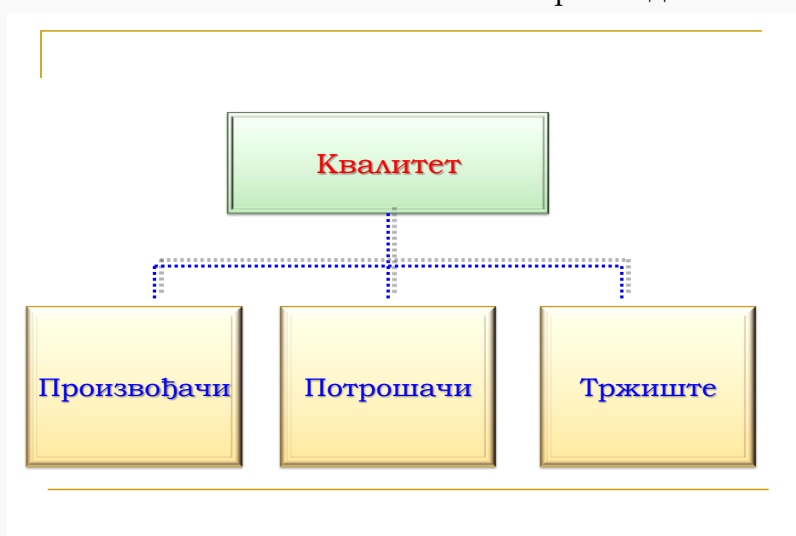 Квалитет
Произвођачи
Потрошачи
Тржиште